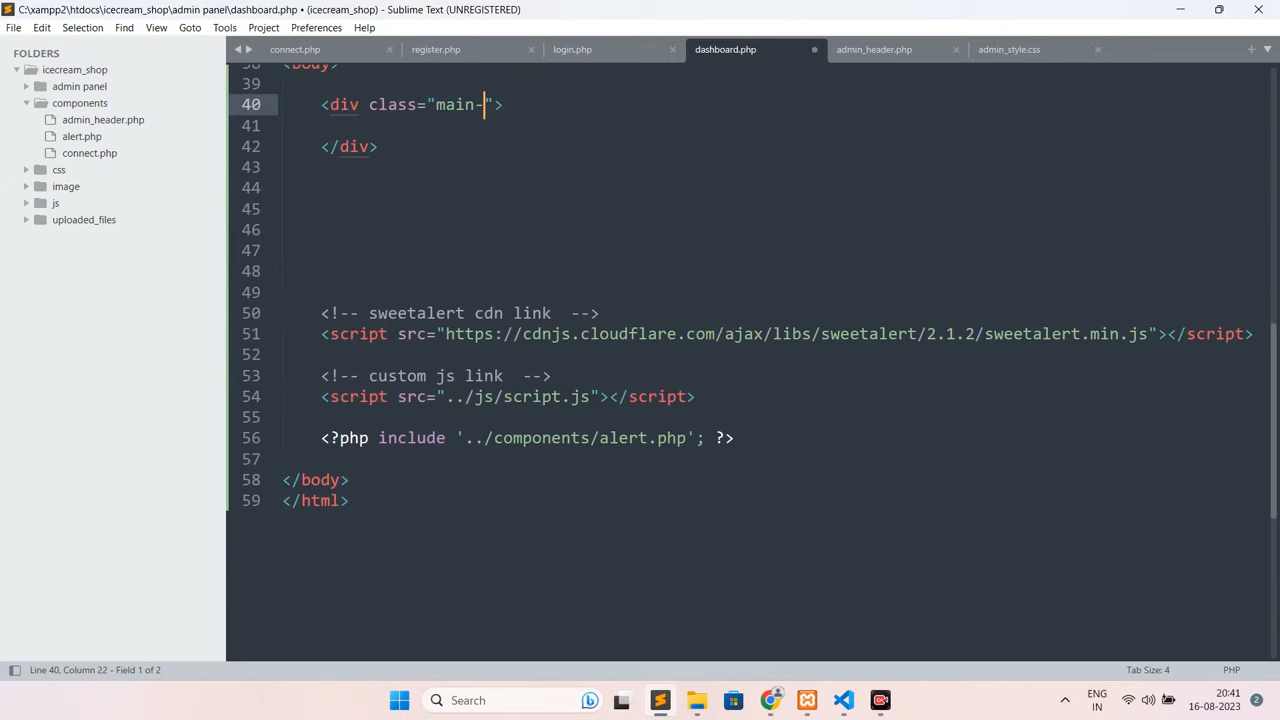 C:\xampp2\htdocs\icecream_shop\admin panel\dashboard.php • (icecream_shop) - Sublime Text (UNREGISTERED)
File Edit Selection Find View Goto Tools Project Preferences Help
FOLDERS
icecream_shop
admin panel
components
admin_header.php
alert.php
connect.php
css
image
js
uploaded_files
connect.php register.php login.php dashboard.php admin_header.php admin_style.css
38 <body>
39
40 <div class="main-">
41
42 </div>
43
44
45
46
47
48
49
50 <!-- sweetalert cdn link  -->
51 <script src="https://cdnjs.cloudflare.com/ajax/libs/sweetalert/2.1.2/sweetalert.min.js"></script>
52
53 <!-- custom js link  -->
54 <script src="../js/script.js"></script>
55
56 <?php include '../components/alert.php'; ?>
57
58 </body>
59 </html>
Line 40, Column 22 - Field 1 of 2 Tab Size: 4 PHP
Search ENG IN 20:41 16-08-2023 2